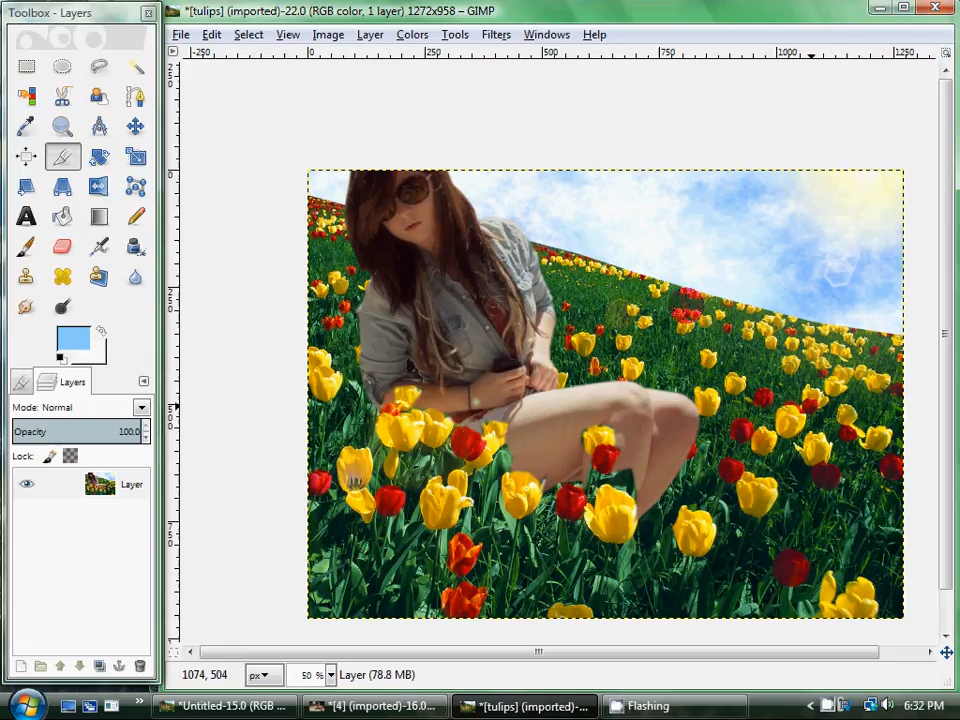 Toolbox - Layers
*[tulips] (imported)-22.0 (RGB color, 1 layer) 1272x958 – GIMP
File Edit Select View Image Layer Colors Tools Filters Windows Help
-250 0 250 500 750 1000 1250
Layers
Mode: Normal
Opacity 100.0
Lock:
Layer
1074, 504 px 50 % Layer (78.8 MB)
*Untitled-15.0 (RGB ... *[4] (imported)-16.0... *[tulips] (imported)-... Flashing 6:32 PM